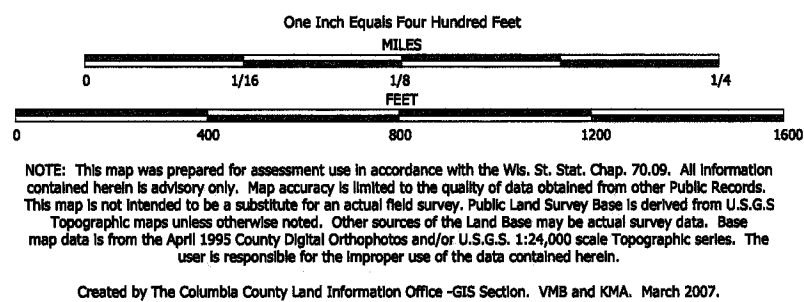 One Inch Equals Four Hundred Feet
MILES
0 1/16 1/8 1/4
FEET
0 400 800 1200 1600
NOTE: This map was prepared for assessment use in accordance with the Wis. St. Stat. Chap. 70.09. All information
contained herein is advisory only. Map accuracy is limited to the quality of data obtained from other Public Records.
This map is not intended to be a substitute for an actual field survey. Public Land Survey Base is derived from U.S.G.S
Topographic maps unless otherwise noted. Other sources of the Land Base may be actual survey data. Base
map data is from the April 1995 County Digital Orthophotos and/or U.S.G.S. 1:24,000 scale Topographic series. The
user is responsible for the improper use of the data contained herein.
Created by The Columbia County Land Information Office -GIS Section. VMB and KMA. March 2007.